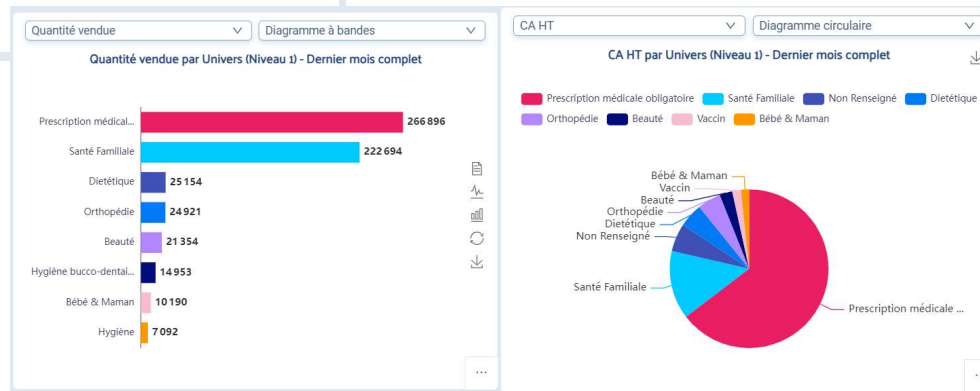 Quantité vendue
Diagramme à bandes
Quantité vendue par Univers (Niveau 1) - Dernier mois complet
Prescription médical... 266 896
Santé Familiale 222 694
Dietétique 25 154
Orthopédie 24 921
Beauté 21 354
Hygiène bucco-dentai... 14 953
Bébé & Maman 10 190
Hygiène 7 092
...
CA HT
Diagramme circulaire
CA HT par Univers (Niveau 1) - Dernier mois complet
Prescription médicale obligatoire Santé Familiale Non Renseigné Dietétique
Orthopédie Beauté Vaccin Bébé & Maman
Bébé & Maman
Vaccin
Beauté
Orthopédie
Dietétique
Non Renseigné
Santé Familiale
Prescription médicale ...